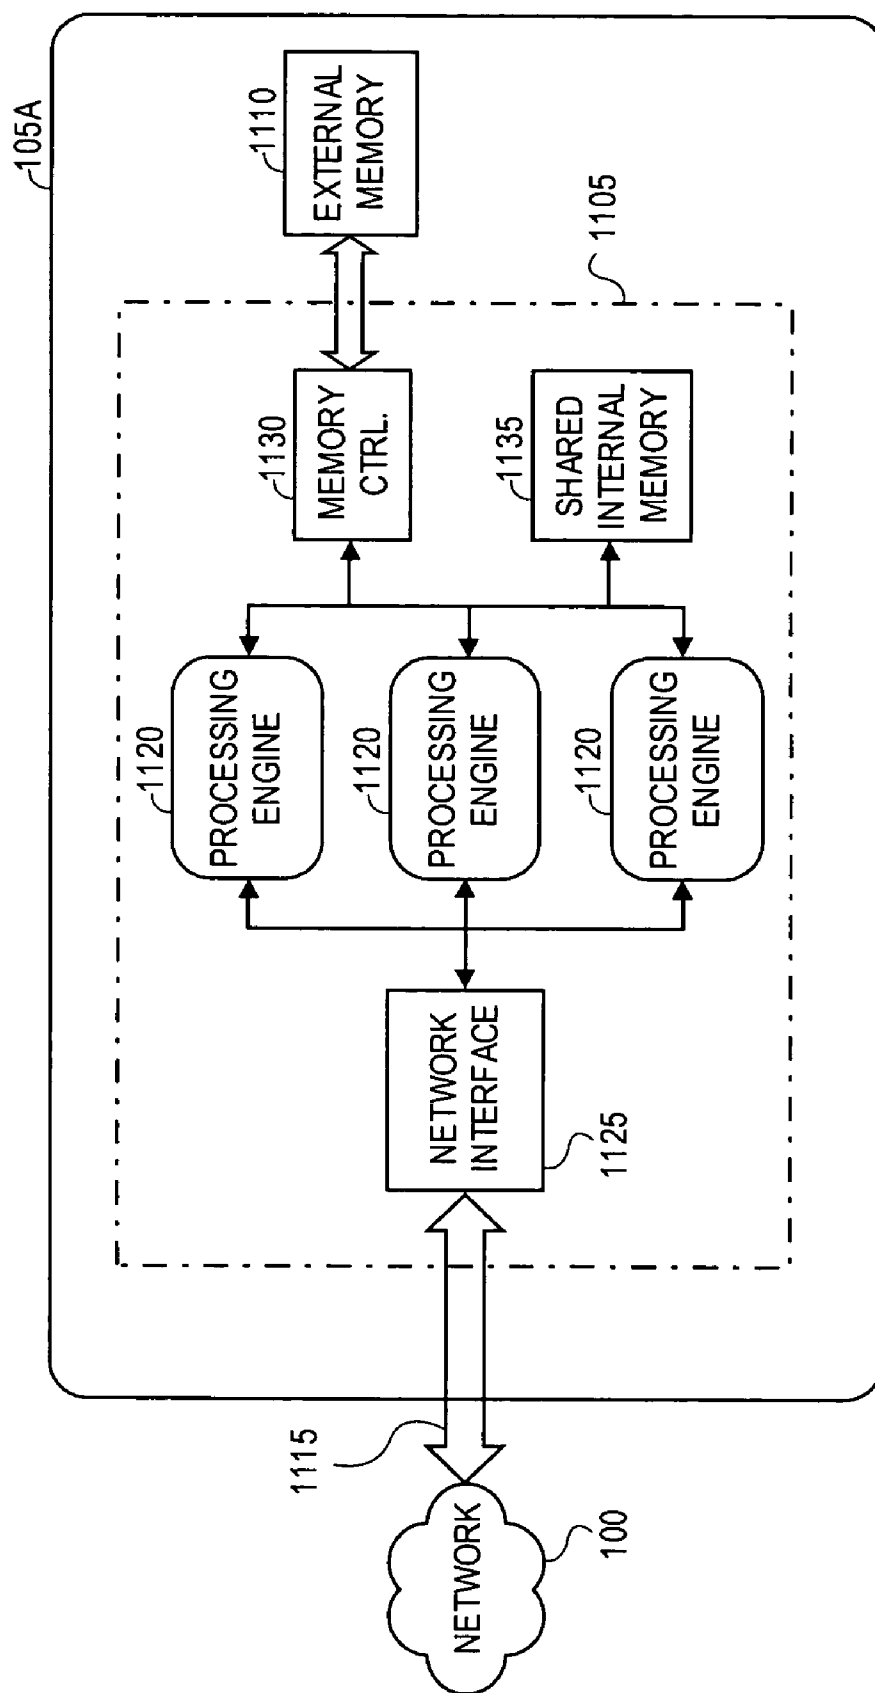 105A
1110
EXTERNAL
MEMORY
1105
1130
MEMORY
CTRL.
1135
SHARED
INTERNAL
MEMORY
1120
PROCESSING
ENGINE
1120
PROCESSING
ENGINE
1120
PROCESSING
ENGINE
NETWORK
INTERFACE
1125
1115
NETWORK
100